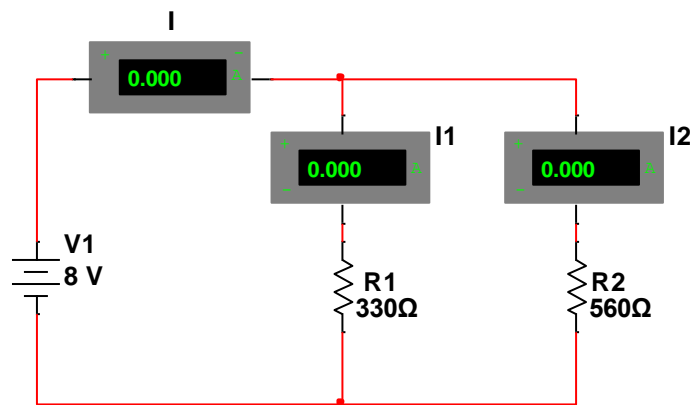 I
+ −
0.000 A
I1
+
0.000 A
−
I2
+
0.000 A
−
V1
8 V
R1
330Ω
R2
560Ω